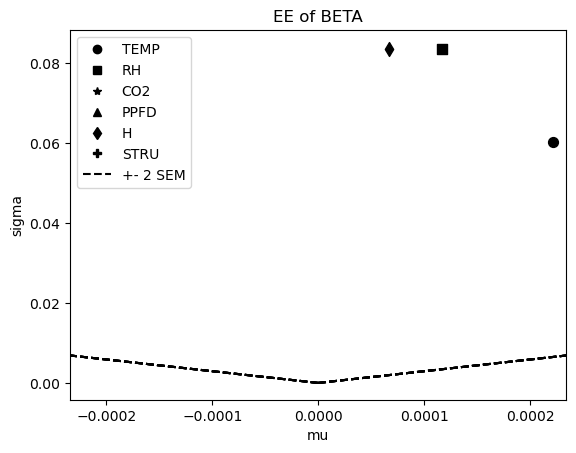 EE of BETA
TEMP
RH
CO2
PPFD
H
STRU
+- 2 SEM
sigma
0.08
0.06
0.04
0.02
0.00
−0.0002
−0.0001
0.0000
0.0001
0.0002
mu